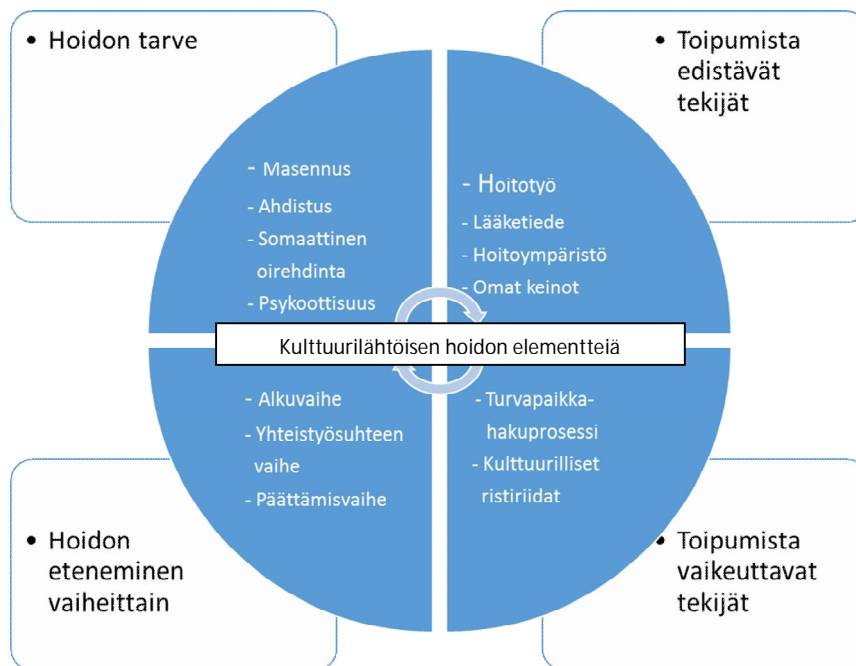 • Hoidon tarve
- Masennus
- Ahdistus
- Somaattinen
oirehdinta
- Psykoottisuus
• Toipumista
edistävät
tekijät
- Hoitotyö
- Lääketiede
- Hoitoympäristö
- Omat keinot
Kulttuurilähtöisen hoidon elementtejä
- Alkuvaihe
- Yhteistyösuhteen
vaihe
- Päättämisvaihe
• Hoidon
eteneminen
vaiheittain
- Turvapaikka-
hakuprosessi
- Kulttuurilliset
ristiriidat
• Toipumista
vaikeuttavat
tekijät